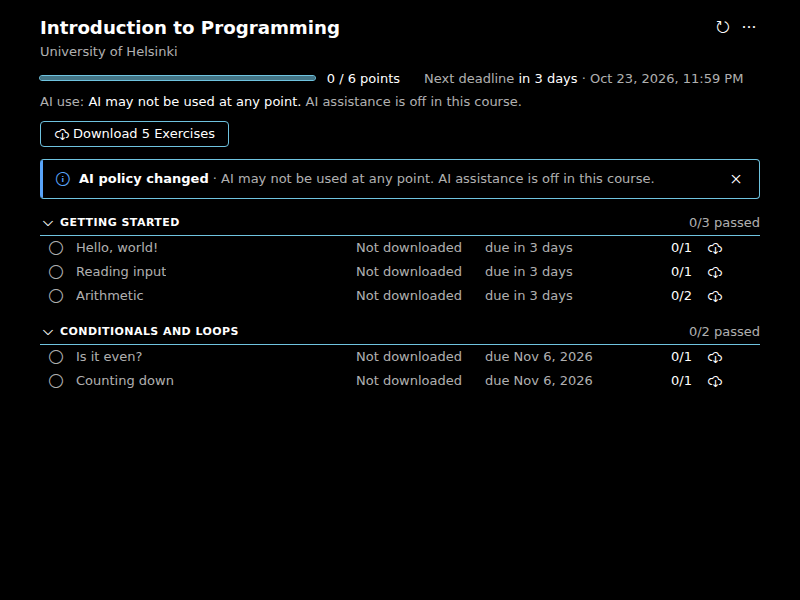 Introduction to Programming
University of Helsinki
0 / 6 points Next deadline in 3 days · Oct 23, 2026, 11:59 PM
AI use: AI may not be used at any point. AI assistance is off in this course.
Download 5 Exercises
AI policy changed · AI may not be used at any point. AI assistance is off in this course.
GETTING STARTED 0/3 passed
Hello, world! Not downloaded due in 3 days 0/1
Reading input Not downloaded due in 3 days 0/1
Arithmetic Not downloaded due in 3 days 0/2
CONDITIONALS AND LOOPS 0/2 passed
Is it even? Not downloaded due Nov 6, 2026 0/1
Counting down Not downloaded due Nov 6, 2026 0/1